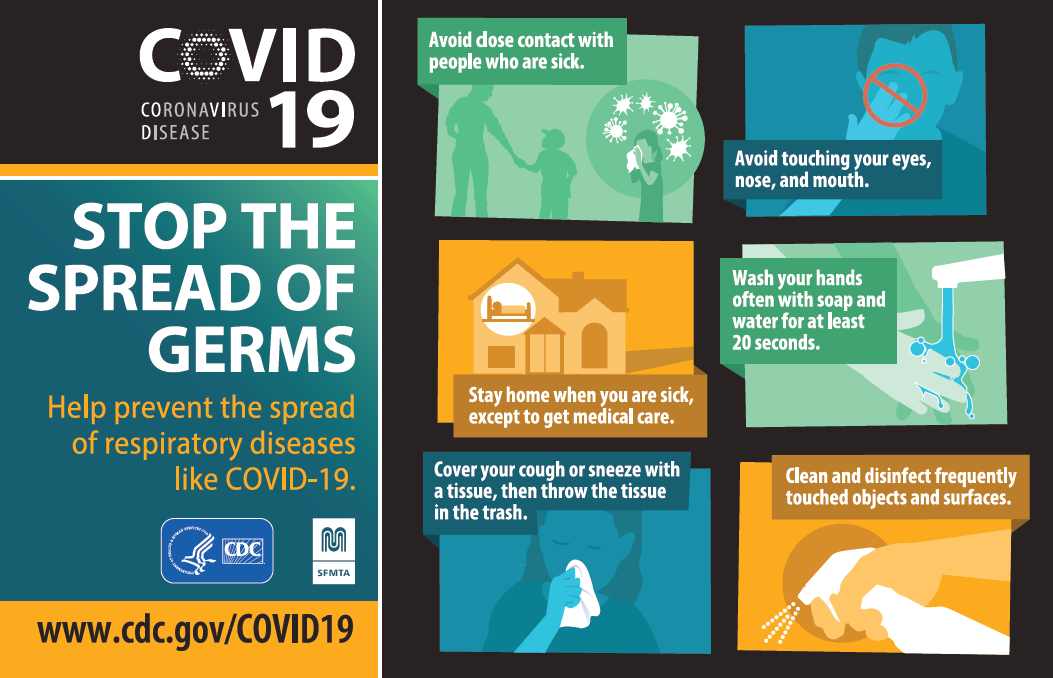 COVID
CORONAVIRUS
DISEASE
19
STOP THE
SPREAD OF
GERMS
Help prevent the spread
of respiratory diseases
like COVID-19.
CDC
SFMTA
www.cdc.gov/COVID19
Avoid close contact with
people who are sick.
Avoid touching your eyes,
nose, and mouth.
Stay home when you are sick,
except to get medical care.
Wash your hands
often with soap and
water for at least
20 seconds.
Cover your cough or sneeze with
a tissue, then throw the tissue
in the trash.
Clean and disinfect frequently
touched objects and surfaces.